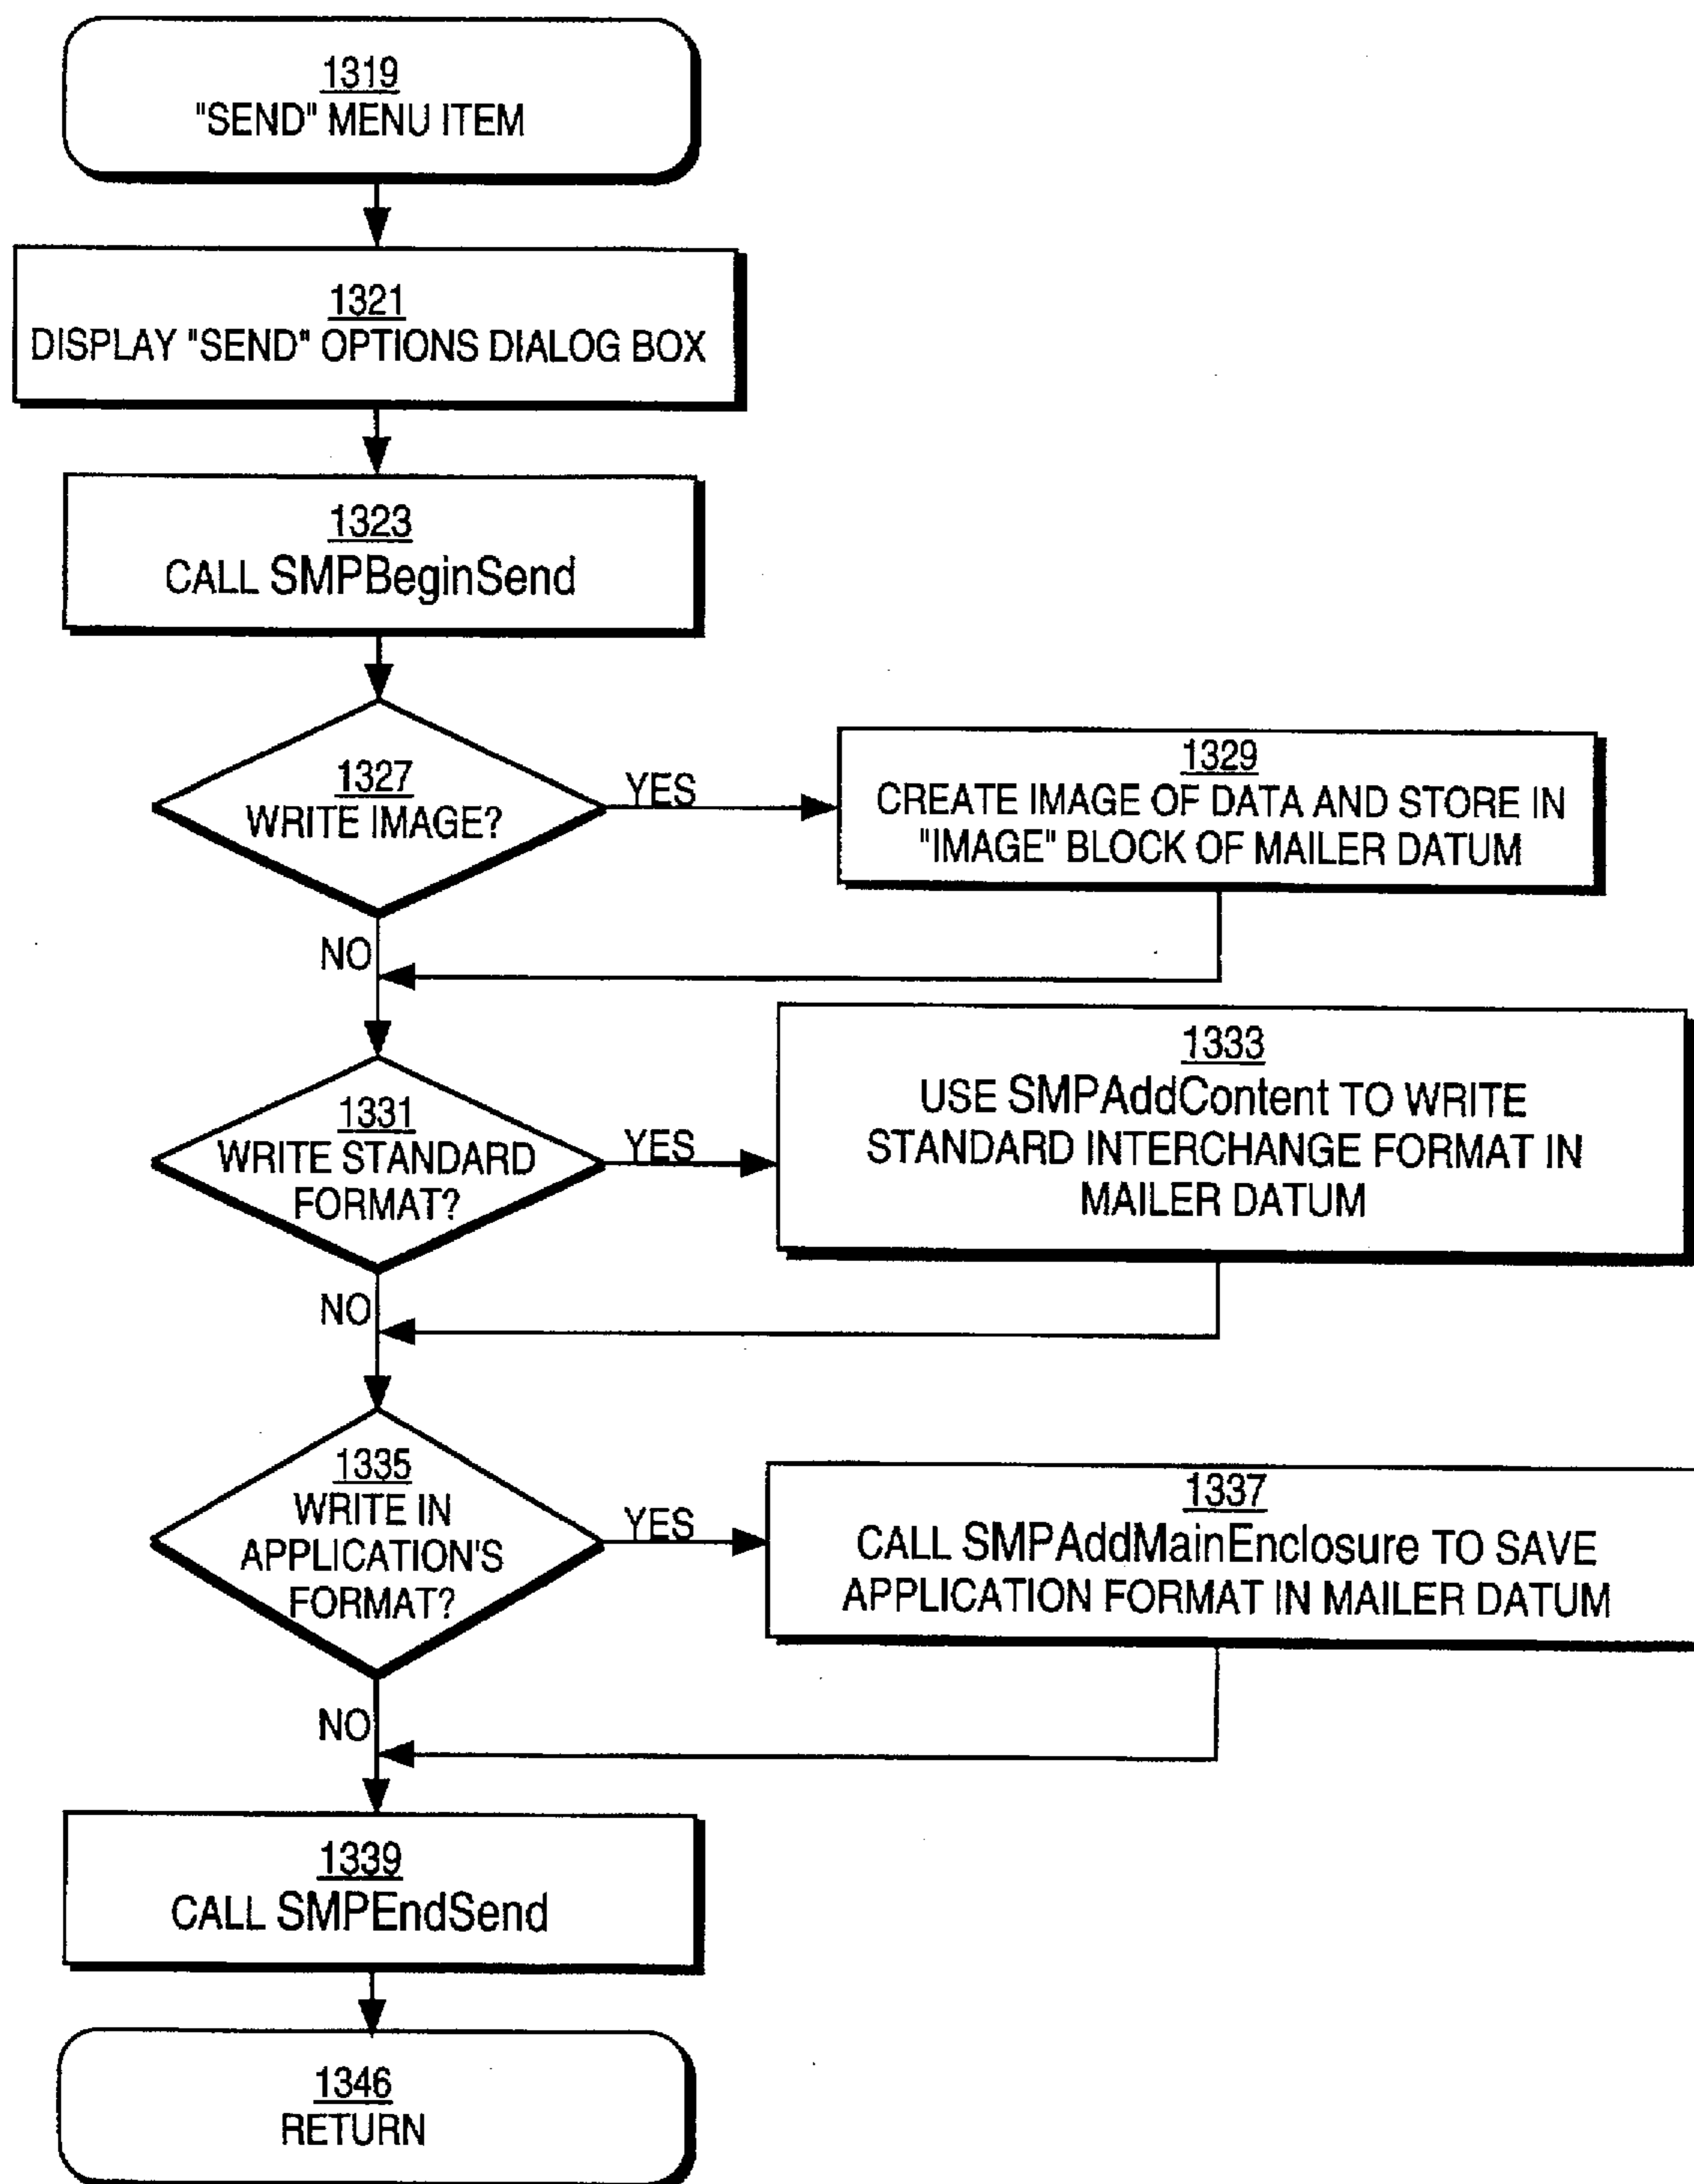 1319
"SEND" MENU ITEM
1321
DISPLAY "SEND" OPTIONS DIALOG BOX
1323
CALL SMPBeginSend
1327
WRITE IMAGE?
YES
1329
CREATE IMAGE OF DATA AND STORE IN
"IMAGE" BLOCK OF MAILER DATUM
NO
1331
WRITE STANDARD
FORMAT?
YES
1333
USE SMPAddContent TO WRITE
STANDARD INTERCHANGE FORMAT IN
MAILER DATUM
NO
1335
WRITE IN
APPLICATION'S
FORMAT?
YES
1337
CALL SMPAddMainEnclosure TO SAVE
APPLICATION FORMAT IN MAILER DATUM
NO
1339
CALL SMPEndSend
1346
RETURN